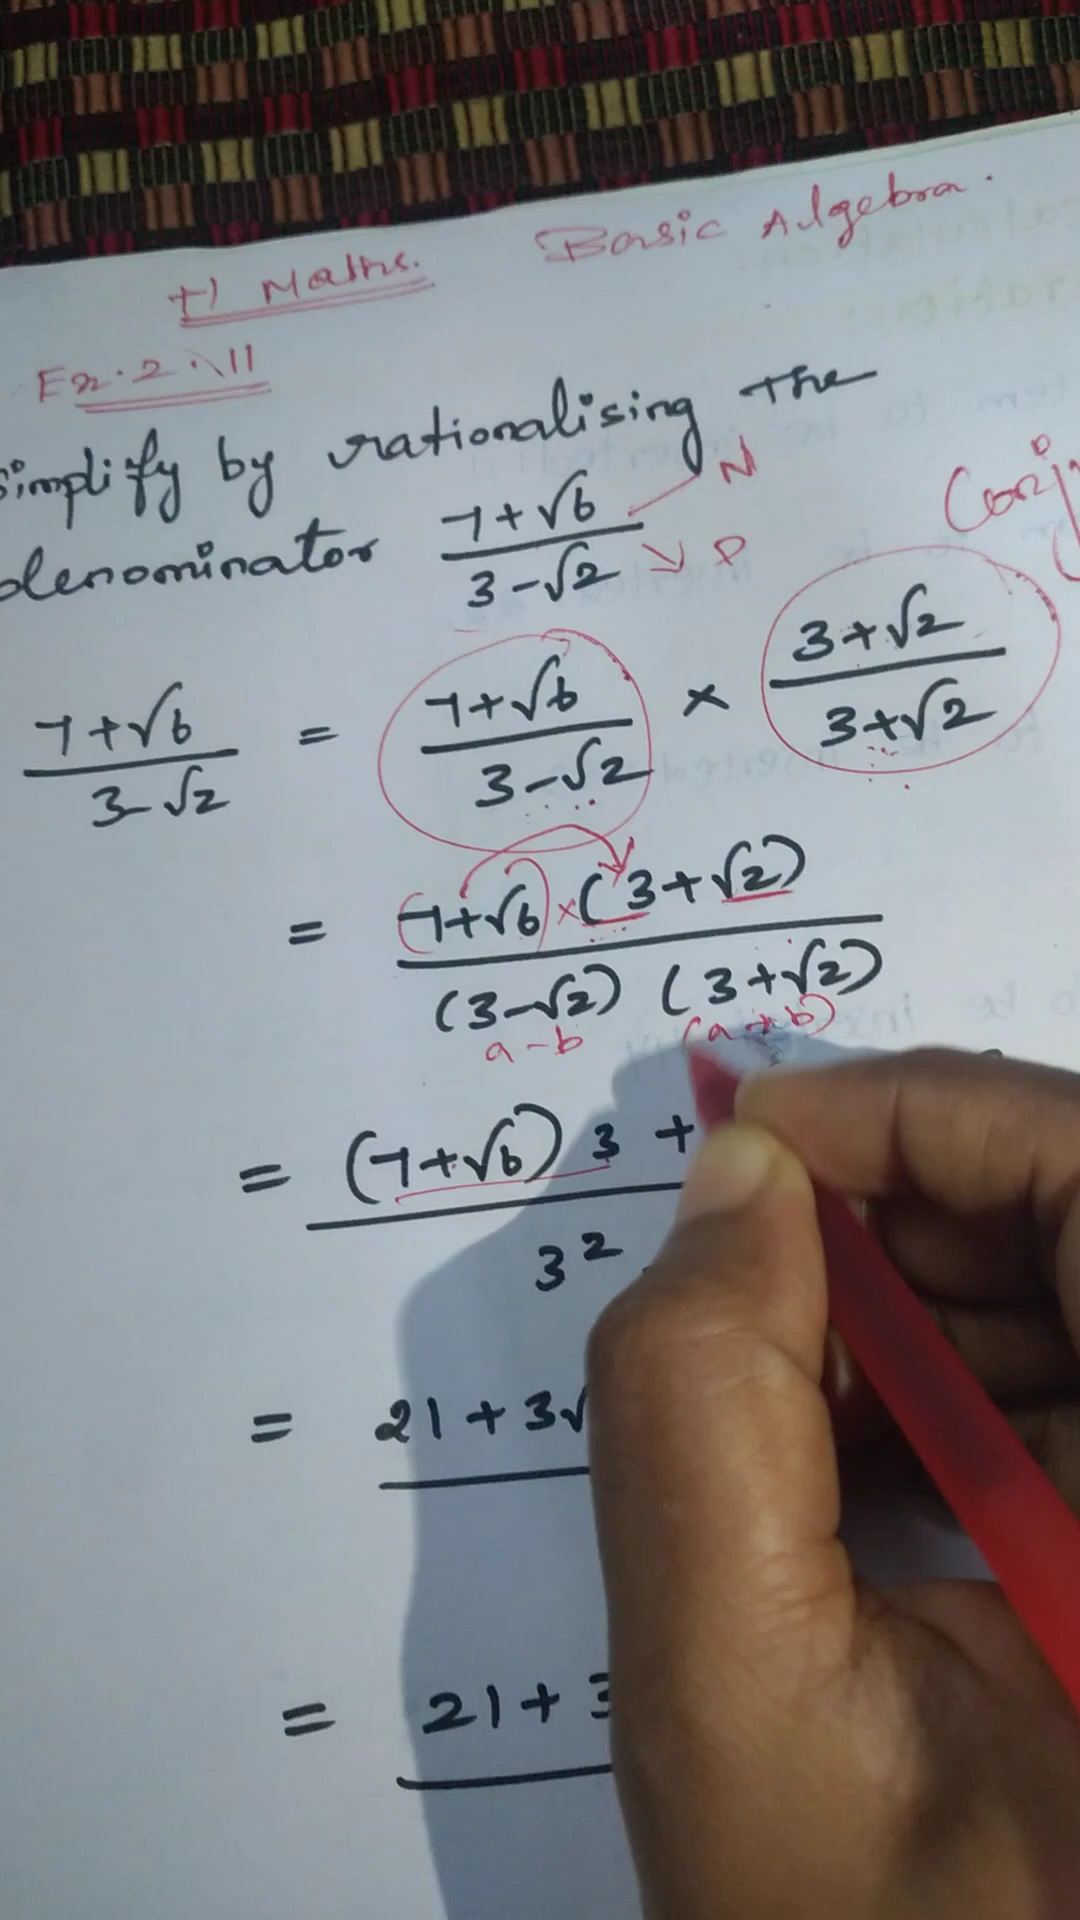 +1 Maths. Basic Algebra.
Ex. 2.11
simplify by rationalising the
denominator 7+√6 / 3-√2 N D
7+√6 / 3-√2 = 7+√6 / 3-√2 × 3+√2 / 3+√2
= (7+√6) × (3+√2) / (3-√2) (3+√2)
a-b (a+b)
= (7+√6) 3 + / 3²
= 21+3√
= 21+3